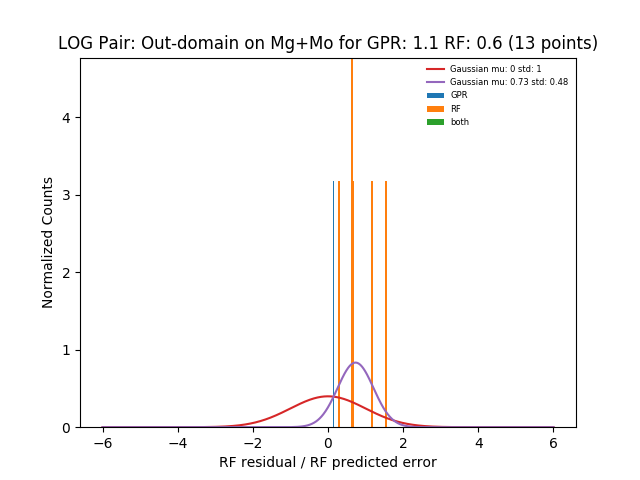 LOG Pair: Out-domain on Mg+Mo for GPR: 1.1 RF: 0.6 (13 points)
Gaussian mu: 0 std: 1
Gaussian mu: 0.73 std: 0.48
GPR
RF
both
Normalized Counts
4
3
2
1
0
−6 −4 −2 0 2 4 6
RF residual / RF predicted error